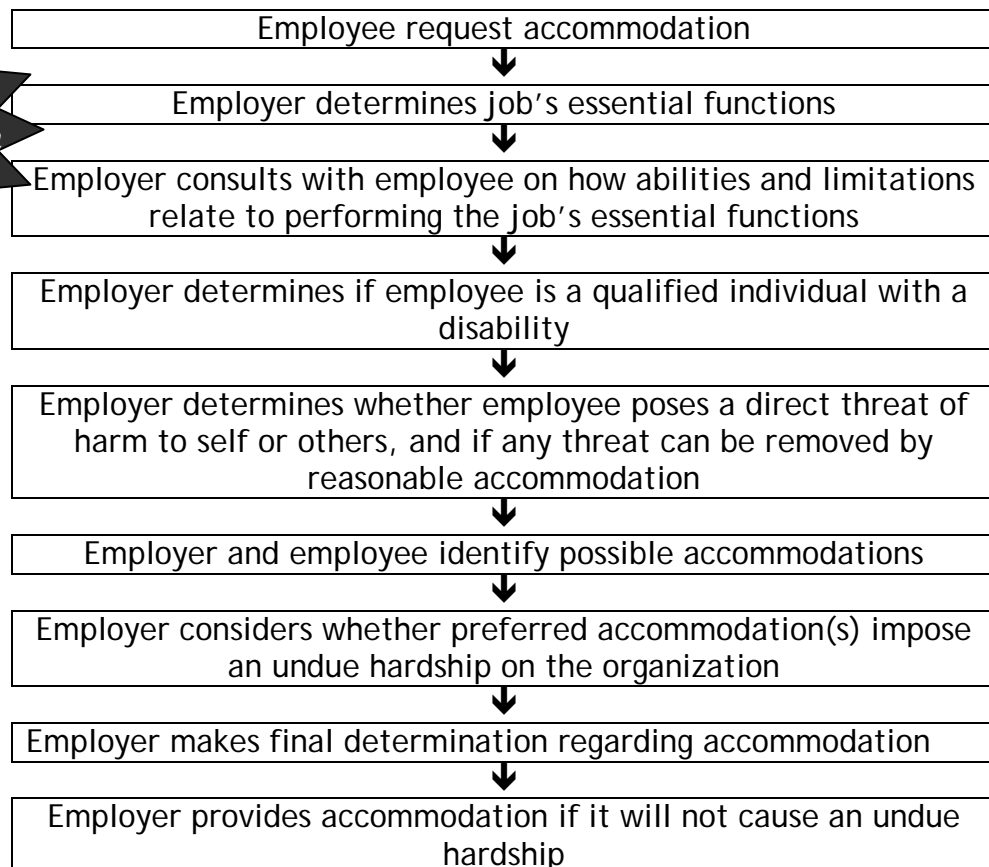 Employee request accommodation
Employer determines job’s essential functions
Employer consults with employee on how abilities and limitations
relate to performing the job’s essential functions
Employer determines if employee is a qualified individual with a
disability
Employer determines whether employee poses a direct threat of
harm to self or others, and if any threat can be removed by
reasonable accommodation
Employer and employee identify possible accommodations
Employer considers whether preferred accommodation(s) impose
an undue hardship on the organization
Employer makes final determination regarding accommodation
Employer provides accommodation if it will not cause an undue
hardship